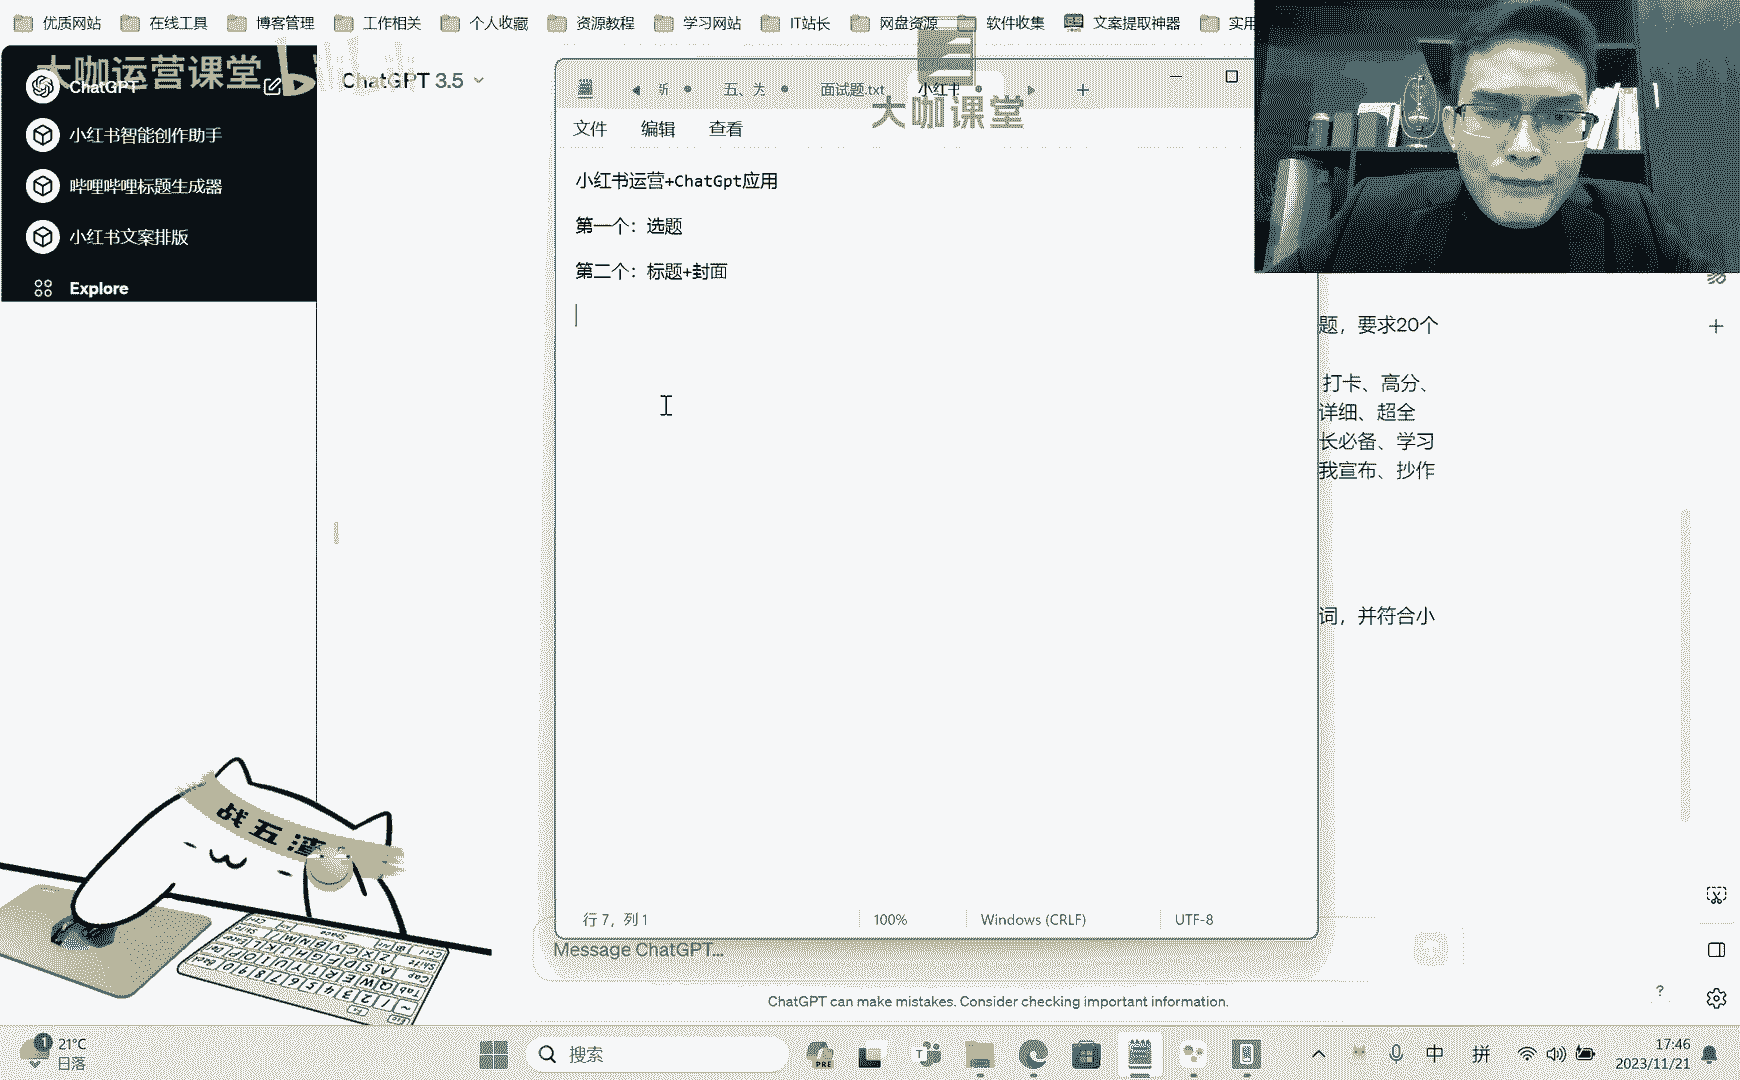 优质网站 在线工具 博客管理 工作相关 个人收藏 资源教程 学习网站 IT站长 网盘资源 软件收集 文案提取神器 实用
大咖运营课堂
ChatGPT
ChatGPT 3.5
五、为 面试题.txt 小红书
大咖课堂
小红书智能创作助手
哔哩哔哩标题生成器
小红书文案排版
Explore
文件 编辑 查看
小红书运营+ChatGpt应用
第一个：选题
第二个：标题+封面
题，要求20个
打卡、高分、
详细、超全
长必备、学习
我宣布、抄作
词，并符合小
战五渣
行 7，列 1 100% Windows (CRLF) UTF-8
Message ChatGPT...
ChatGPT can make mistakes. Consider checking important information.
?
1 21°C
日落
搜索
PRE
中 拼
17:46
2023/11/21